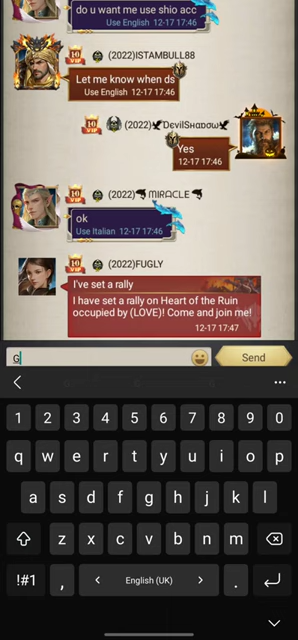 do u want me use shio acc
Use English 12-17 17:46
10
VIP
(2022)ISTAMBULL88
Let me know when ds
Use English 12-17 17:46
10
VIP
(2022)DevilSнαdσω
Yes
12-17 17:46
10
VIP
(2022)MIRACLE
ok
Use Italian 12-17 17:46
10
VIP
(2022)FUGLY
I've set a rally
I have set a rally on Heart of the Ruin
occupied by (LOVE)! Come and join me!
12-17 17:47
G
Send
1 2 3 4 5 6 7 8 9 0
q w e r t y u i o p
a s d f g h j k l
z x c v b n m
!#1 , English (UK) .